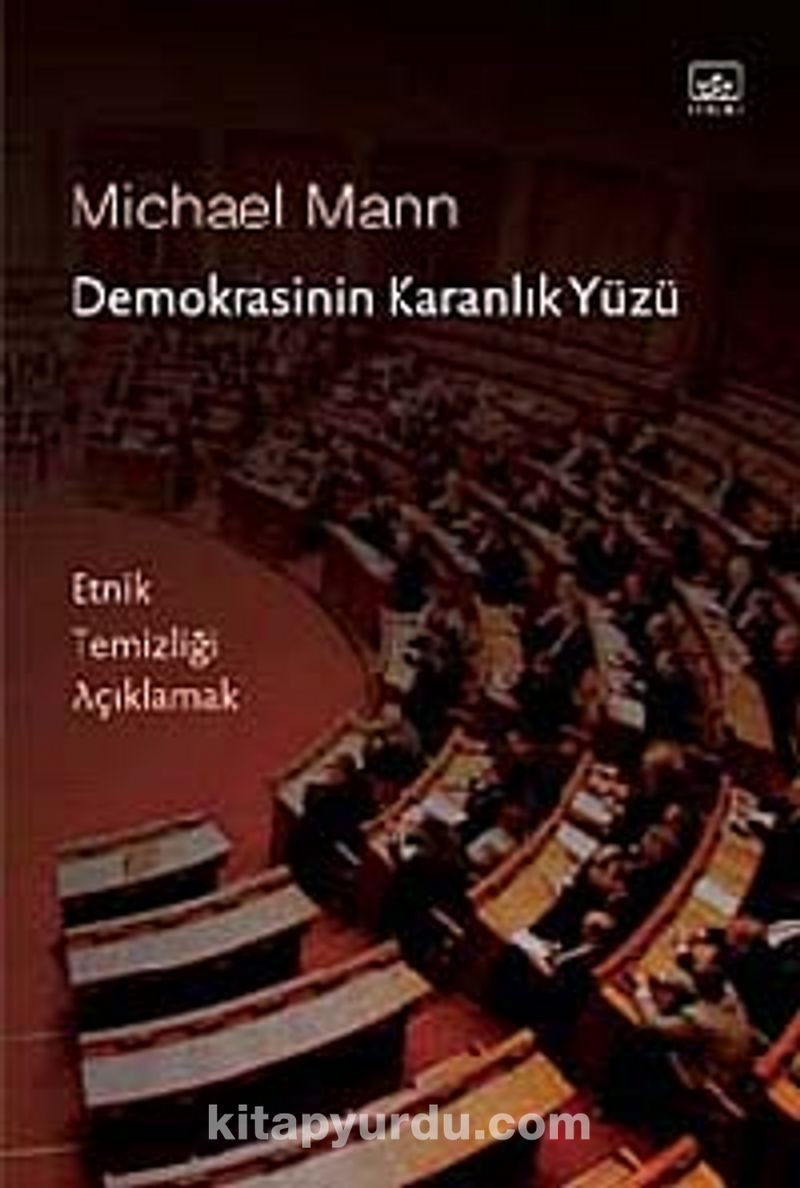 Michael Mann
Demokrasinin Karanlık Yüzü
Etnik
Temizliği
Açıklamak
kitapyurdu.com